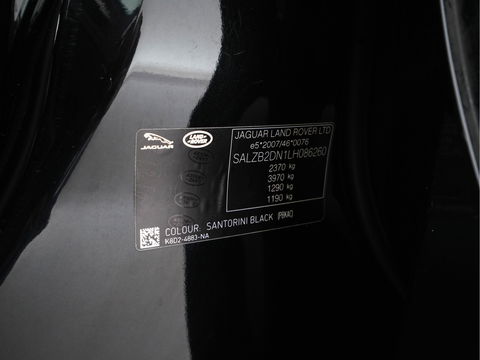 JAGUAR
LAND ROVER
JAGUAR LAND ROVER LTD
e5*2007/46*0076
SALZB2DN1LH086260
2370 kg
3970 kg
1290 kg
1190 kg
COLOUR: SANTORINI BLACK (PBKAC)
K8D2-4883-NA